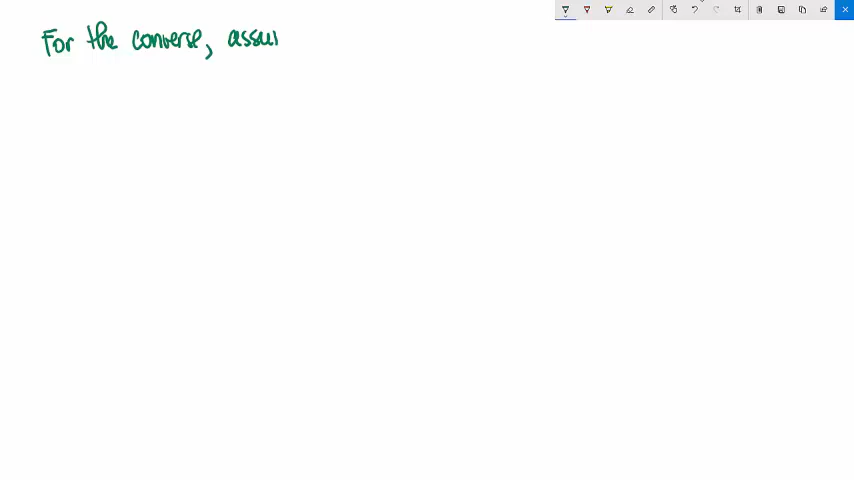 For the converse, assu